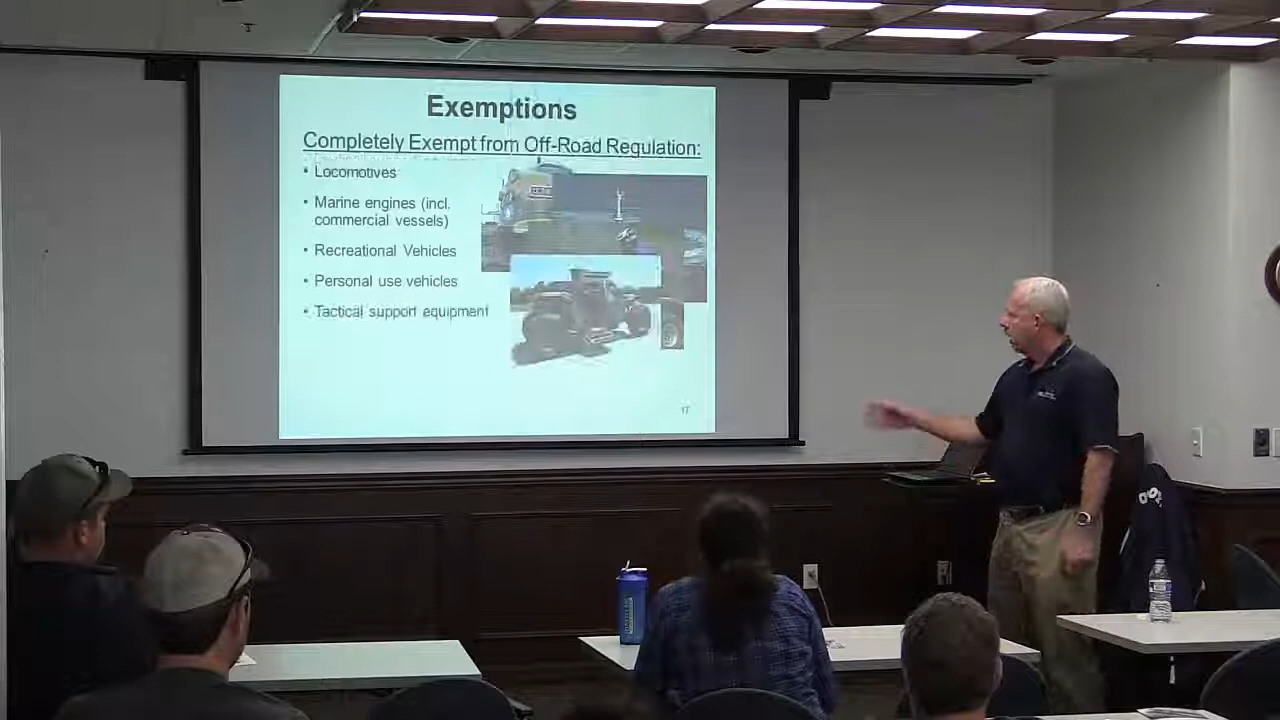 Exemptions
Completely Exempt from Off-Road Regulation:
• Locomotives
• Marine engines (incl.
commercial vessels)
• Recreational Vehicles
• Personal use vehicles
• Tactical support equipment
17